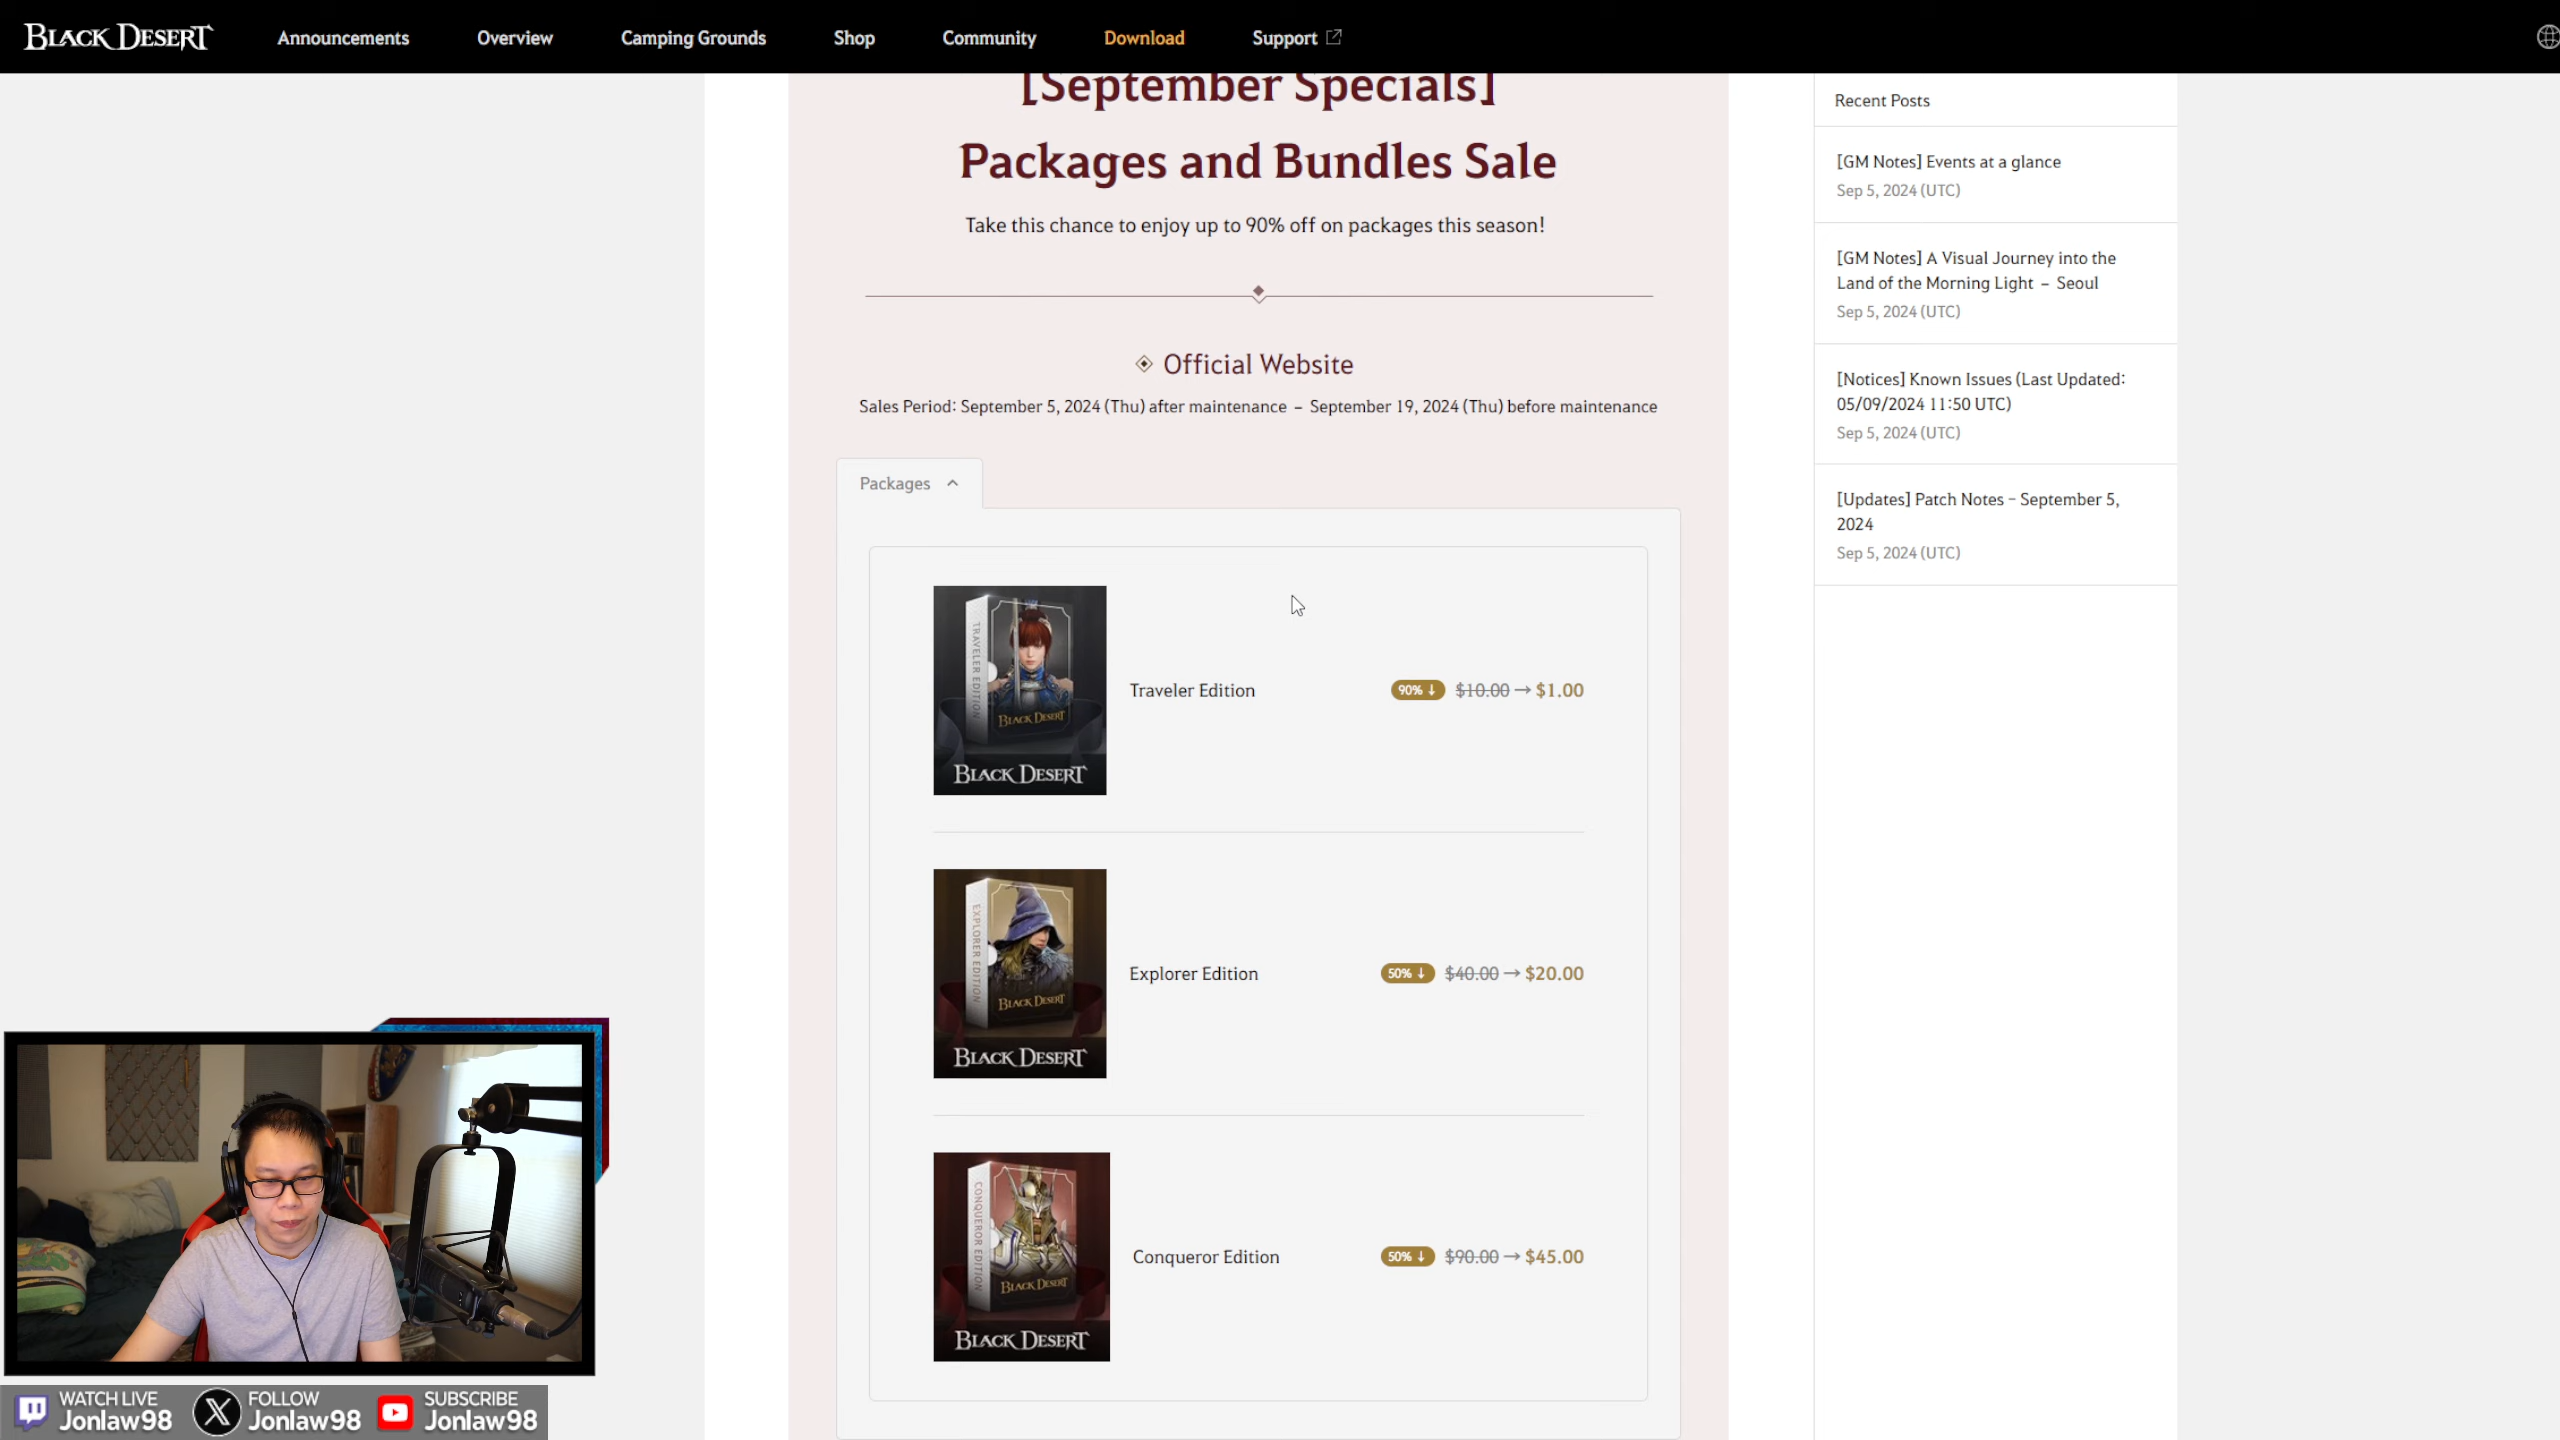 BLACK DESERT
Announcements
Overview
Camping Grounds
Shop
Community
Download
Support
[September Specials]
Packages and Bundles Sale
Take this chance to enjoy up to 90% off on packages this season!
Official Website
Sales Period: September 5, 2024 (Thu) after maintenance – September 19, 2024 (Thu) before maintenance
Packages
TRAVELER EDITION
BLACK DESERT
BLACK DESERT
Traveler Edition
90% ↓ $10.00 → $1.00
EXPLORER EDITION
BLACK DESERT
BLACK DESERT
Explorer Edition
50% ↓ $40.00 → $20.00
CONQUEROR EDITION
BLACK DESERT
BLACK DESERT
Conqueror Edition
50% ↓ $90.00 → $45.00
Recent Posts
[GM Notes] Events at a glance
Sep 5, 2024 (UTC)
[GM Notes] A Visual Journey into the
Land of the Morning Light – Seoul
Sep 5, 2024 (UTC)
[Notices] Known Issues (Last Updated:
05/09/2024 11:50 UTC)
Sep 5, 2024 (UTC)
[Updates] Patch Notes – September 5,
2024
Sep 5, 2024 (UTC)
WATCH LIVE
Jonlaw98
FOLLOW
Jonlaw98
SUBSCRIBE
Jonlaw98